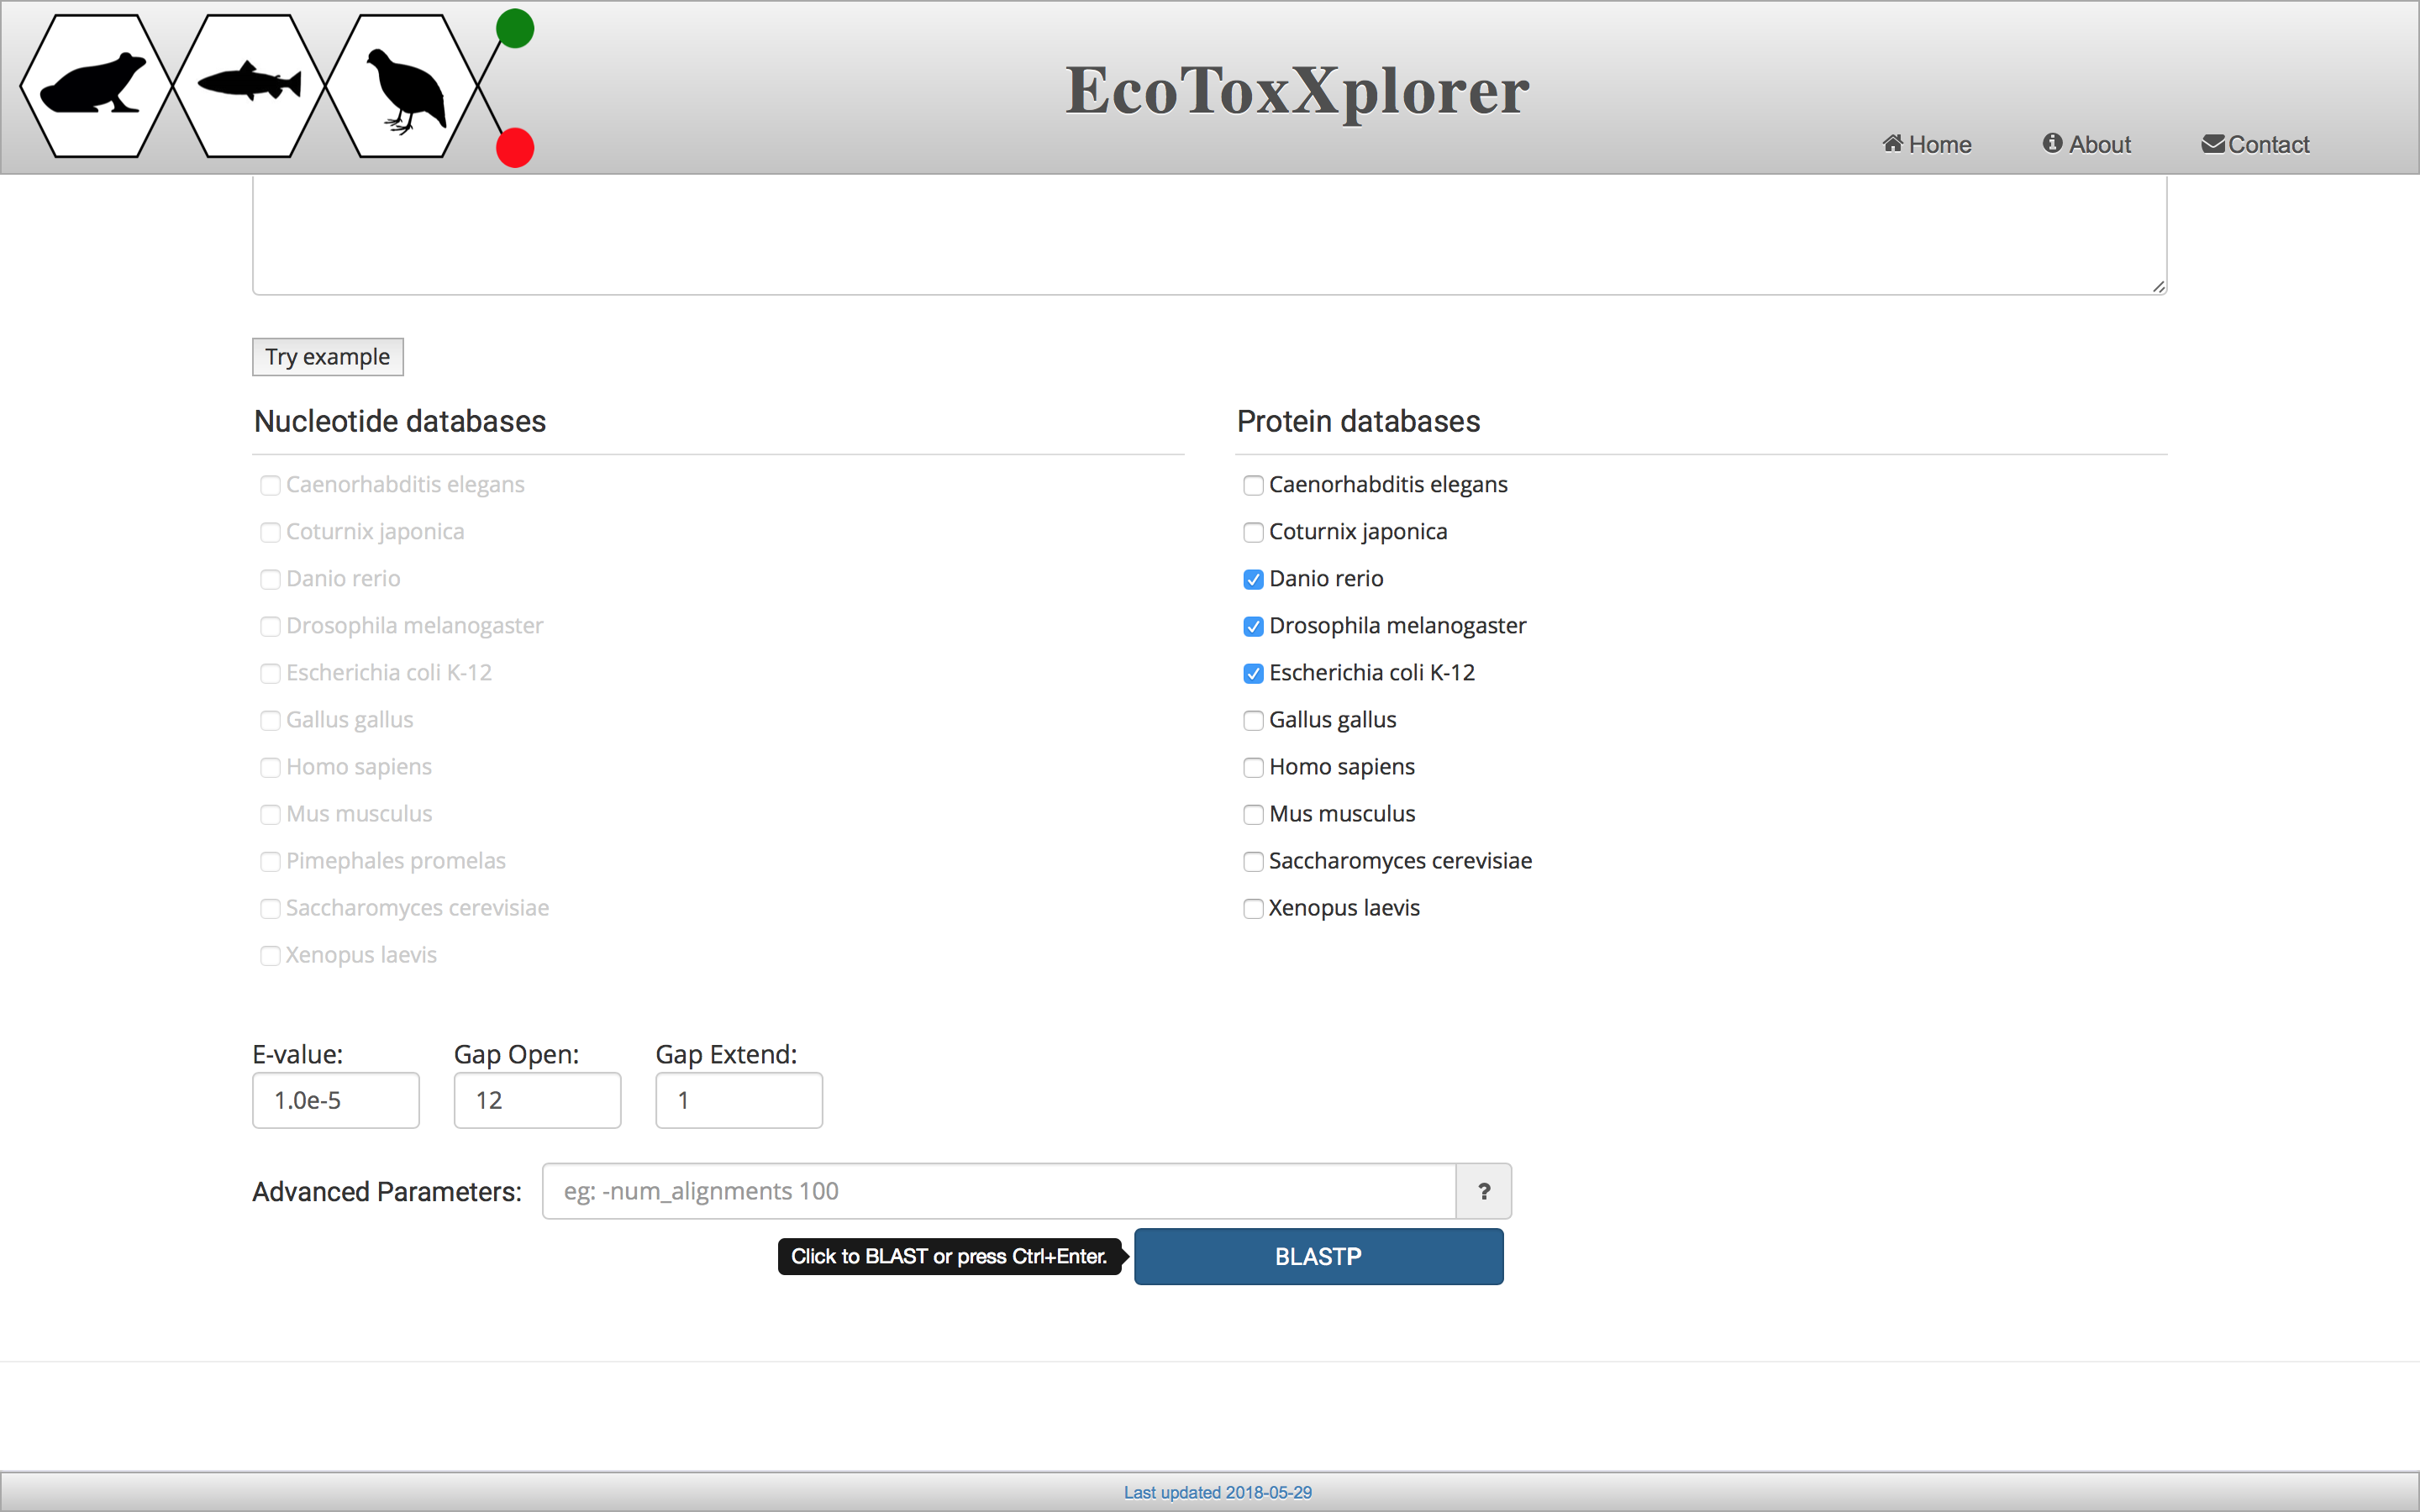 EcoToxXplorer
Home
About
Contact
Try example
Nucleotide databases
Caenorhabditis elegans
Coturnix japonica
Danio rerio
Drosophila melanogaster
Escherichia coli K-12
Gallus gallus
Homo sapiens
Mus musculus
Pimephales promelas
Saccharomyces cerevisiae
Xenopus laevis
Protein databases
Caenorhabditis elegans
Coturnix japonica
Danio rerio
Drosophila melanogaster
Escherichia coli K-12
Gallus gallus
Homo sapiens
Mus musculus
Saccharomyces cerevisiae
Xenopus laevis
E-value: Gap Open: Gap Extend:
1.0e-5 12 1
Advanced Parameters: eg: -num_alignments 100 ?
Click to BLAST or press Ctrl+Enter. BLASTP
Last updated 2018-05-29